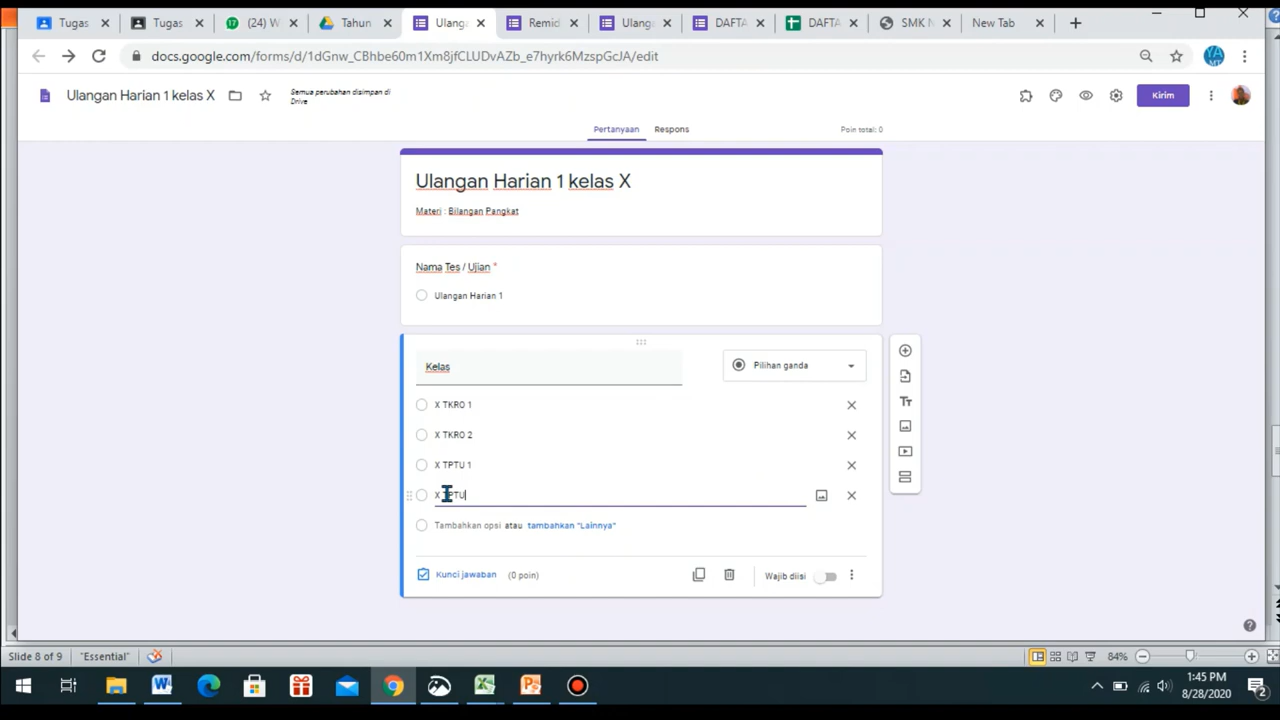 Tugas
Tugas
(24) W
Tahun
Ulang
Remid
Ulang
DAFTA
DAFTA
SMK N
New Tab
docs.google.com/forms/d/1dGnw_CBhbe60m1Xm8jfCLUDvAZb_e7hyrk6MzspGcJA/edit
Ulangan Harian 1 kelas X
Semua perubahan disimpan di
Drive
Kirim
Pertanyaan
Respons
Poin total: 0
Ulangan Harian 1 kelas X
Materi : Bilangan Pangkat
Nama Tes / Ujian *
Ulangan Harian 1
Kelas
Pilihan ganda
X TKRO 1
X TKRO 2
X TPTU 1
X TPTU
Tambahkan opsi atau tambahkan "Lainnya"
Kunci jawaban (0 poin)
Wajib diisi
Slide 8 of 9
"Essential"
84%
1:45 PM
8/28/2020
2